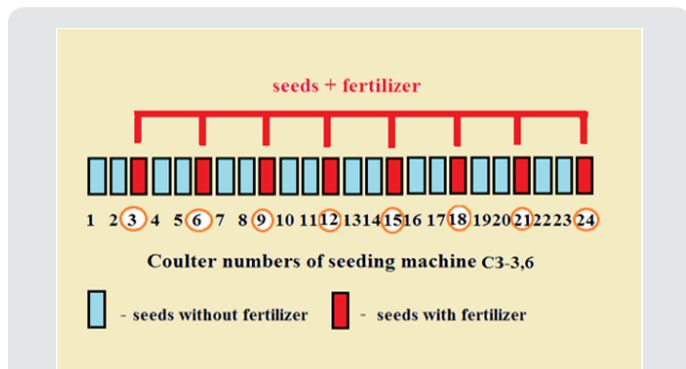 seeds + fertilizer
1 2 3 4 5 6 7 8 9 10 11 12 13 14 15 16 17 18 19 20 21 22 23 24
Coulter numbers of seeding machine C3-3,6
- seeds without fertilizer - seeds with fertilizer